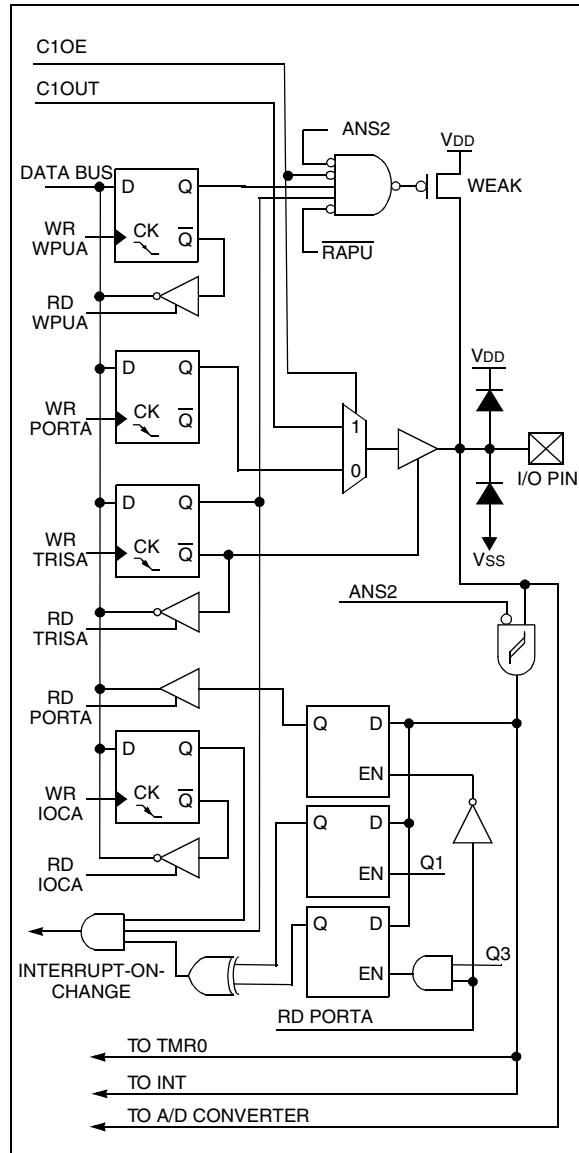 C1OE
C1OUT
ANS2
VDD
DATA BUS
D Q
WEAK
WR
WPUA
CK
Q
RAPU
RD
WPUA
D Q
VDD
WR
PORTA
CK
Q
1
0
I/O PIN
D Q
WR
TRISA
CK
Q
VSS
ANS2
RD
TRISA
RD
PORTA
Q D
EN
D Q
WR
IOCA
CK
Q
Q D
EN
Q1
RD
IOCA
Q D
EN
Q3
INTERRUPT-ON-
CHANGE
RD PORTA
TO TMR0
TO INT
TO A/D CONVERTER